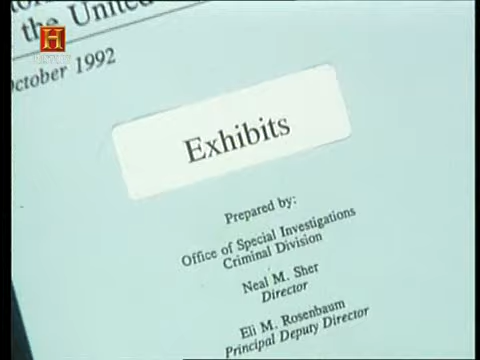 the United
October 1992
Exhibits
Prepared by:
Office of Special Investigations
Criminal Division
Neal M. Sher
Director
Eli M. Rosenbaum
Principal Deputy Director